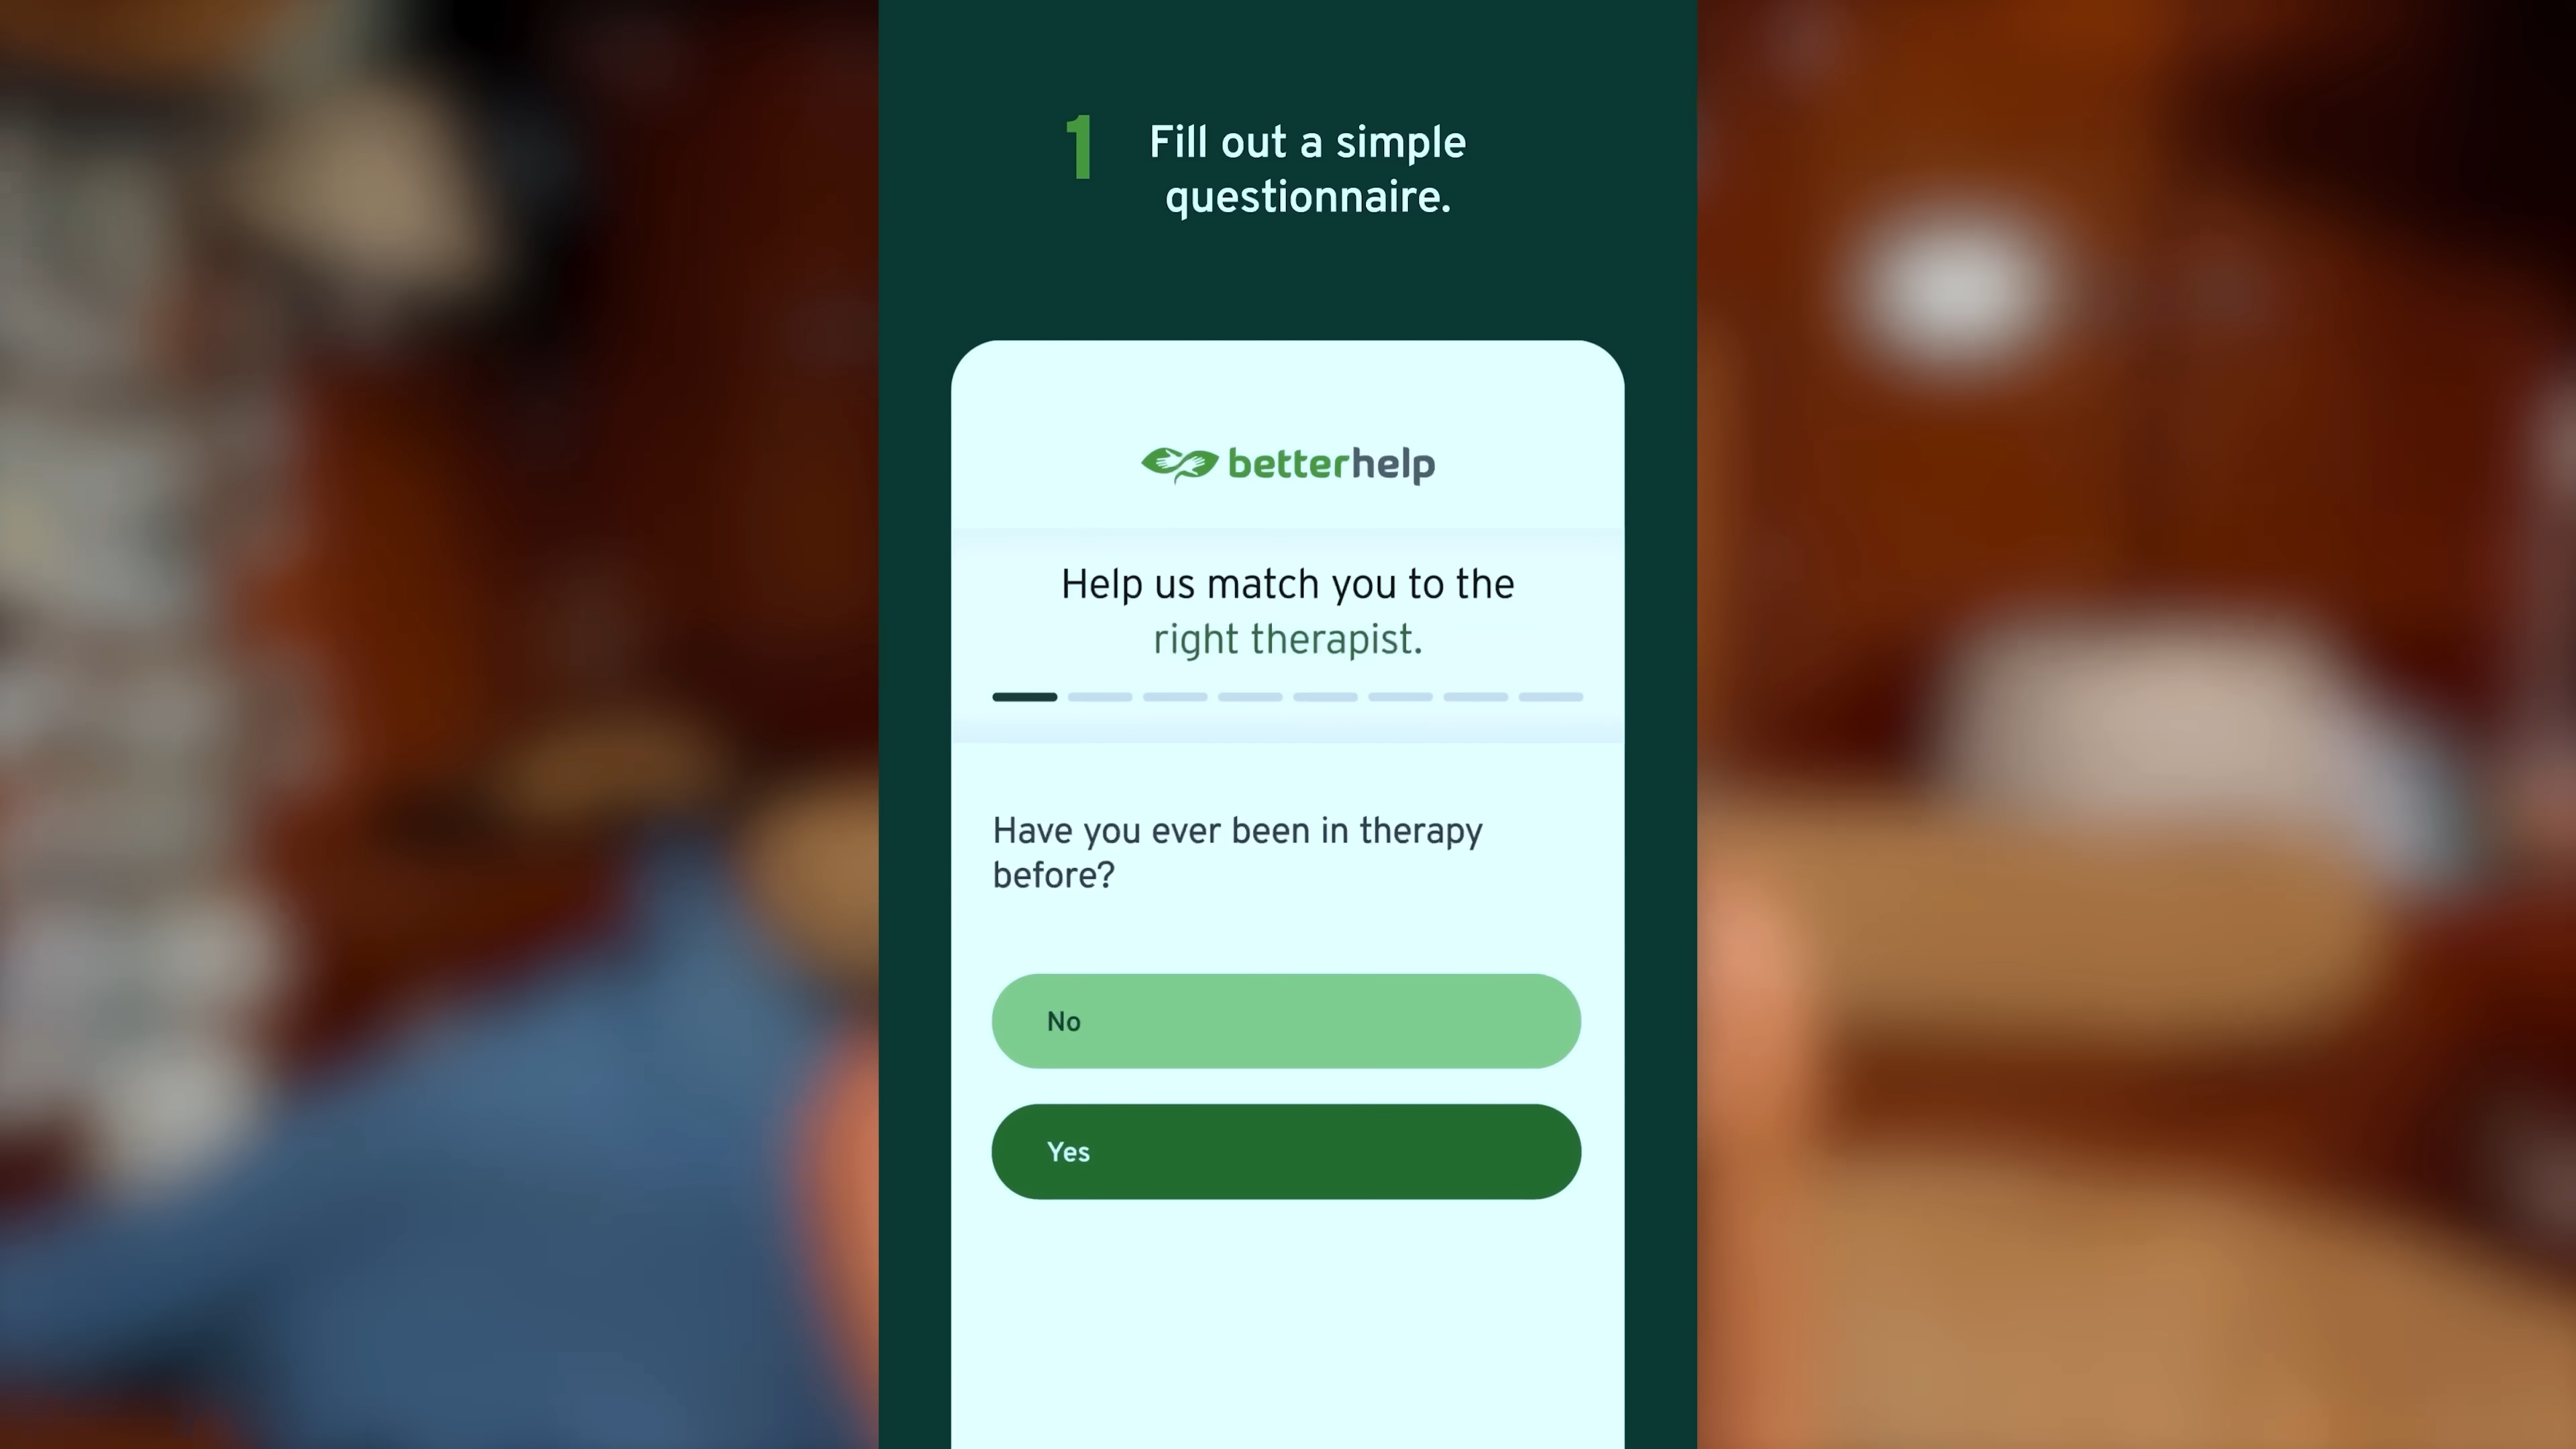 1
Fill out a simple
questionnaire.
betterhelp
Help us match you to the
right therapist.
Have you ever been in therapy
before?
No
Yes